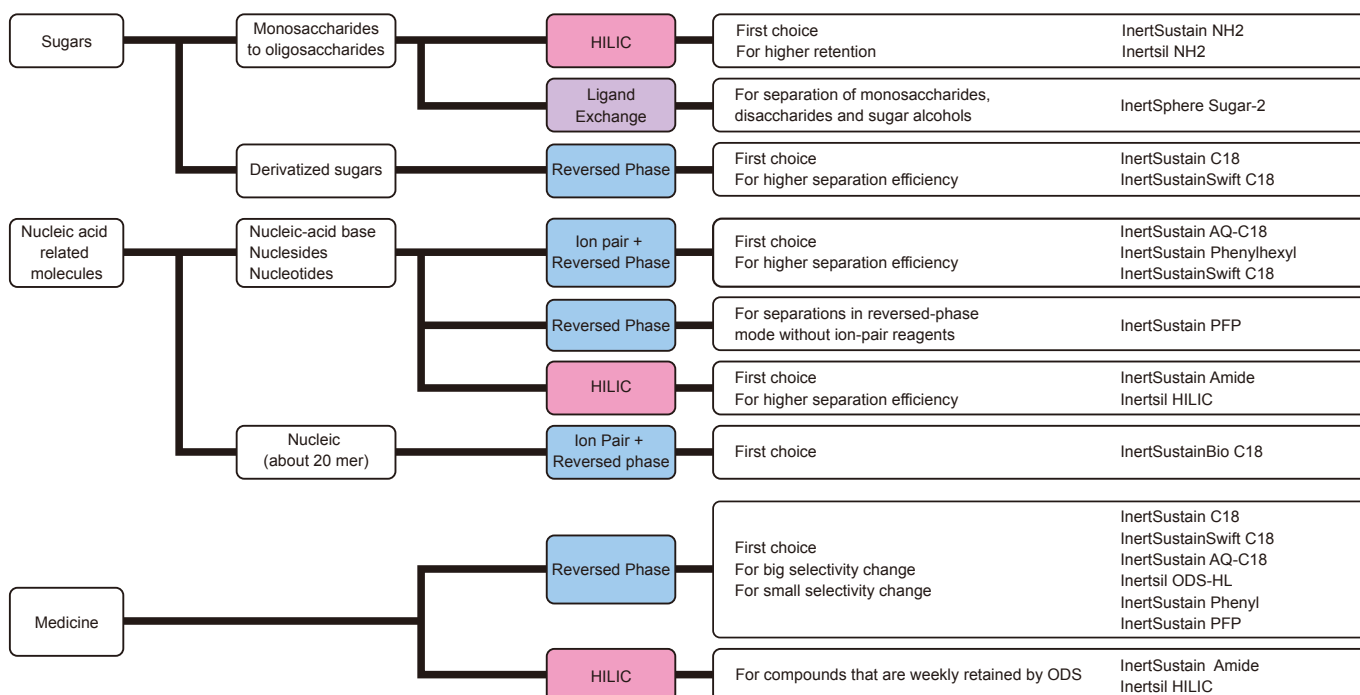 Sugars
Monosaccharides
to oligosaccharides
HILIC
First choice
For higher retention
InertSustain NH2
Inertsil NH2
Ligand
Exchange
For separation of monosaccharides,
disaccharides and sugar alcohols
InertSphere Sugar-2
Derivatized sugars
Reversed Phase
First choice
For higher separation efficiency
InertSustain C18
InertSustainSwift C18
Nucleic acid
related
molecules
Nucleic-acid base
Nuclesides
Nucleotides
Ion pair +
Reversed Phase
First choice
For higher separation efficiency
InertSustain AQ-C18
InertSustain Phenylhexyl
InertSustainSwift C18
Reversed Phase
For separations in reversed-phase
mode without ion-pair reagents
InertSustain PFP
HILIC
First choice
For higher separation efficiency
InertSustain Amide
Inertsil HILIC
Nucleic
(about 20 mer)
Ion Pair +
Reversed phase
First choice
InertSustainBio C18
Medicine
Reversed Phase
First choice
For big selectivity change
For small selectivity change
InertSustain C18
InertSustainSwift C18
InertSustain AQ-C18
Inertsil ODS-HL
InertSustain Phenyl
InertSustain PFP
HILIC
For compounds that are weekly retained by ODS
InertSustain Amide
Inertsil HILIC